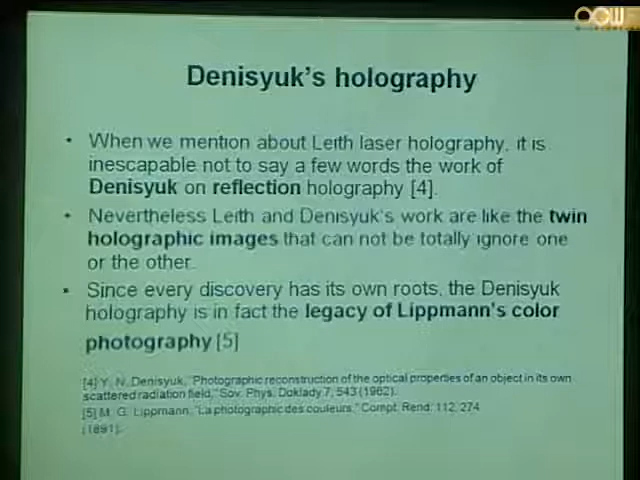 OCW
Denisyuk's holography
• When we mention about Leith laser holography, it is
inescapable not to say a few words the work of
Denisyuk on reflection holography [4].
• Nevertheless Leith and Denisyuk's work are like the twin
holographic images that can not be totally ignore one
or the other.
• Since every discovery has its own roots, the Denisyuk
holography is in fact the legacy of Lippmann's color
photography [5]
[4] Y. N. Denisyuk, "Photographic reconstruction of the optical properties of an object in its own
scattered radiation field," Sov. Phys. Doklady 7, 543 (1962).
[5] M. G. Lippmann, "La photographic des couleurs," Compt. Rend. 112, 274
(1891).